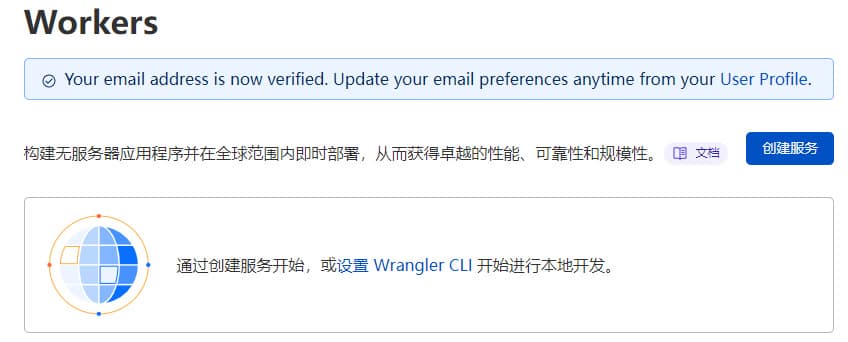 Workers
Your email address is now verified. Update your email preferences anytime from your User Profile.
构建无服务器应用程序并在全球范围内即时部署，从而获得卓越的性能、可靠性和规模性。 文档 创建服务
通过创建服务开始，或设置 Wrangler CLI 开始进行本地开发。